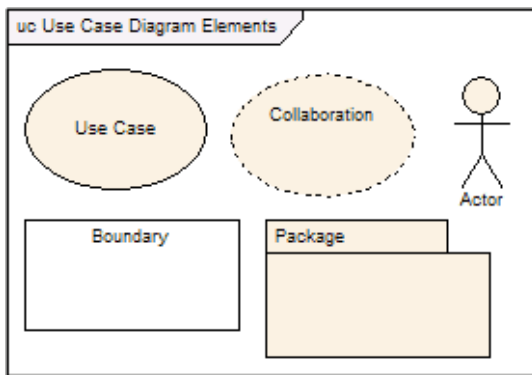 uc Use Case Diagram Elements
Use Case
Collaboration
Actor
Boundary
Package